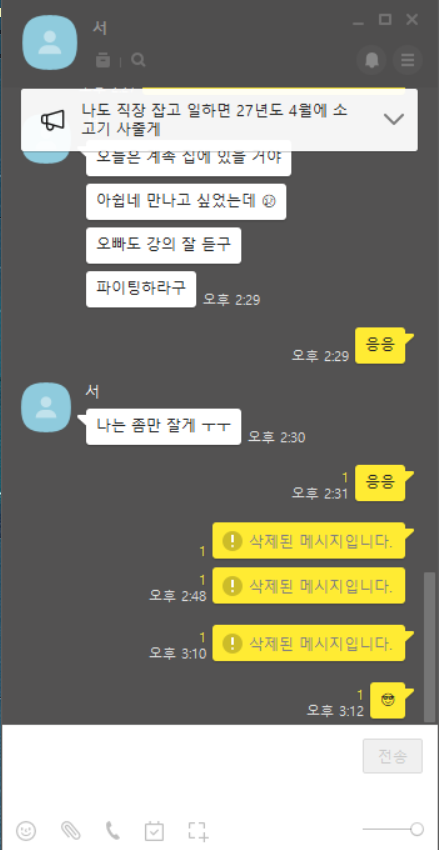 서
나도 직장 잡고 일하면 27년도 4월에 소
고기 사줄게
오늘은 계속 집에 있을 거야
아쉽네 만나고 싶었는데
오빠도 강의 잘 듣구
파이팅하라구
오후 2:29
응응
오후 2:29
서
나는 좀만 잘게 ㅜㅜ
오후 2:30
1
응응
오후 2:31
삭제된 메시지입니다.
1
1
삭제된 메시지입니다.
오후 2:48
1
삭제된 메시지입니다.
오후 3:10
1
😎
오후 3:12
전송